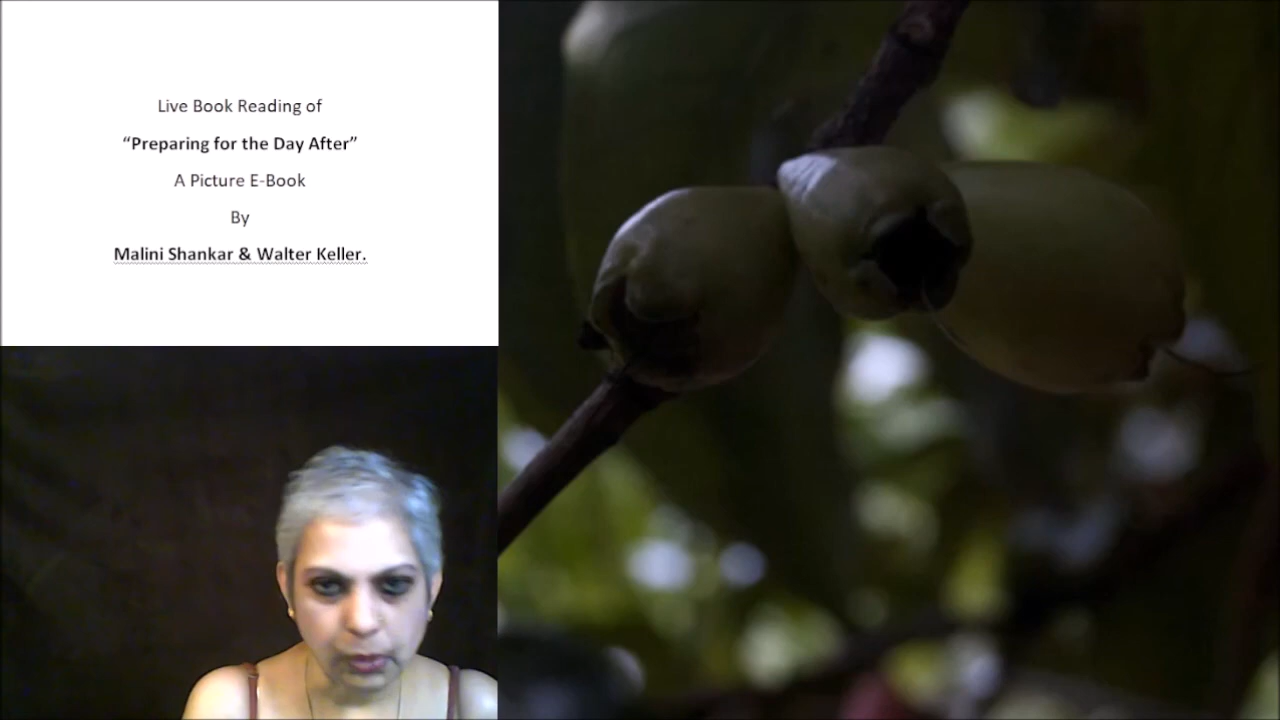 Live Book Reading of
“Preparing for the Day After”
A Picture E-Book
By
Malini Shankar & Walter Keller.